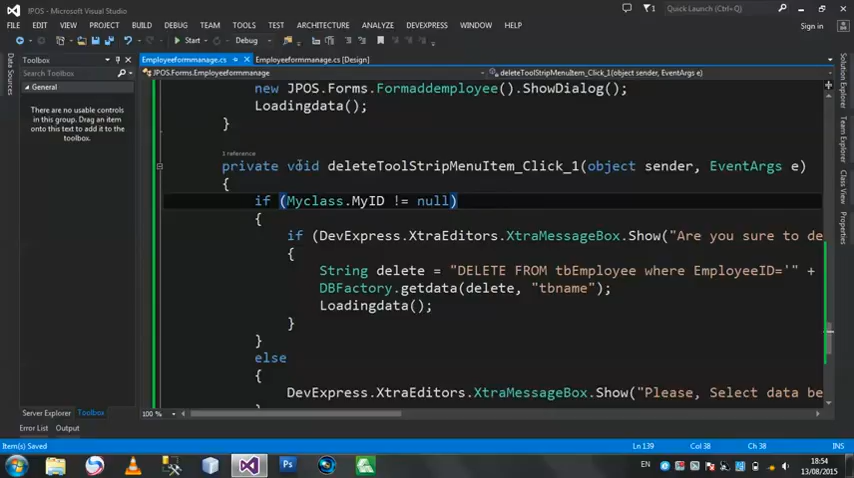 JPOS - Microsoft Visual Studio
Quick Launch (Ctrl+Q)
1
FILE EDIT VIEW PROJECT BUILD DEBUG TEAM TOOLS TEST ARCHITECTURE ANALYZE DEVEXPRESS WINDOW HELP
Sign in
Start Debug
Data Sources
Toolbox
Search Toolbox
General
There are no usable controls
in this group. Drag an item
onto this text to add it to the
toolbox.
Employeeformmanage.cs
Employeeformmanage.cs [Design]
JPOS.Forms.Employeeformmanage
deleteToolStripMenuItem_Click_1(object sender, EventArgs e)
new JPOS.Forms.Formaddemployee().ShowDialog();
Loadingdata();
}
1 reference
private void deleteToolStripMenuItem_Click_1(object sender, EventArgs e)
{
if (Myclass.MyID != null)
{
if (DevExpress.XtraEditors.XtraMessageBox.Show("Are you sure to de
{
String delete = "DELETE FROM tbEmployee where EmployeeID='" +
DBFactory.getdata(delete, "tbname");
Loadingdata();
}
}
else
{
DevExpress.XtraEditors.XtraMessageBox.Show("Please, Select data be
Solution Explorer
Team Explorer
Class View
Properties
100 %
Server Explorer Toolbox
Error List Output
Item(s) Saved
Ln 139 Col 38 Ch 38 INS
Ps
EN
18:54
13/08/2015